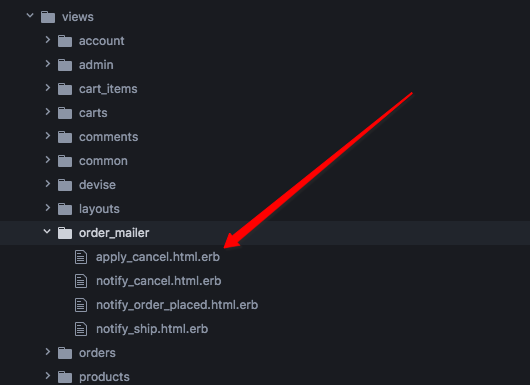 views
account
admin
cart_items
carts
comments
common
devise
layouts
order_mailer
apply_cancel.html.erb
notify_cancel.html.erb
notify_order_placed.html.erb
notify_ship.html.erb
orders
products